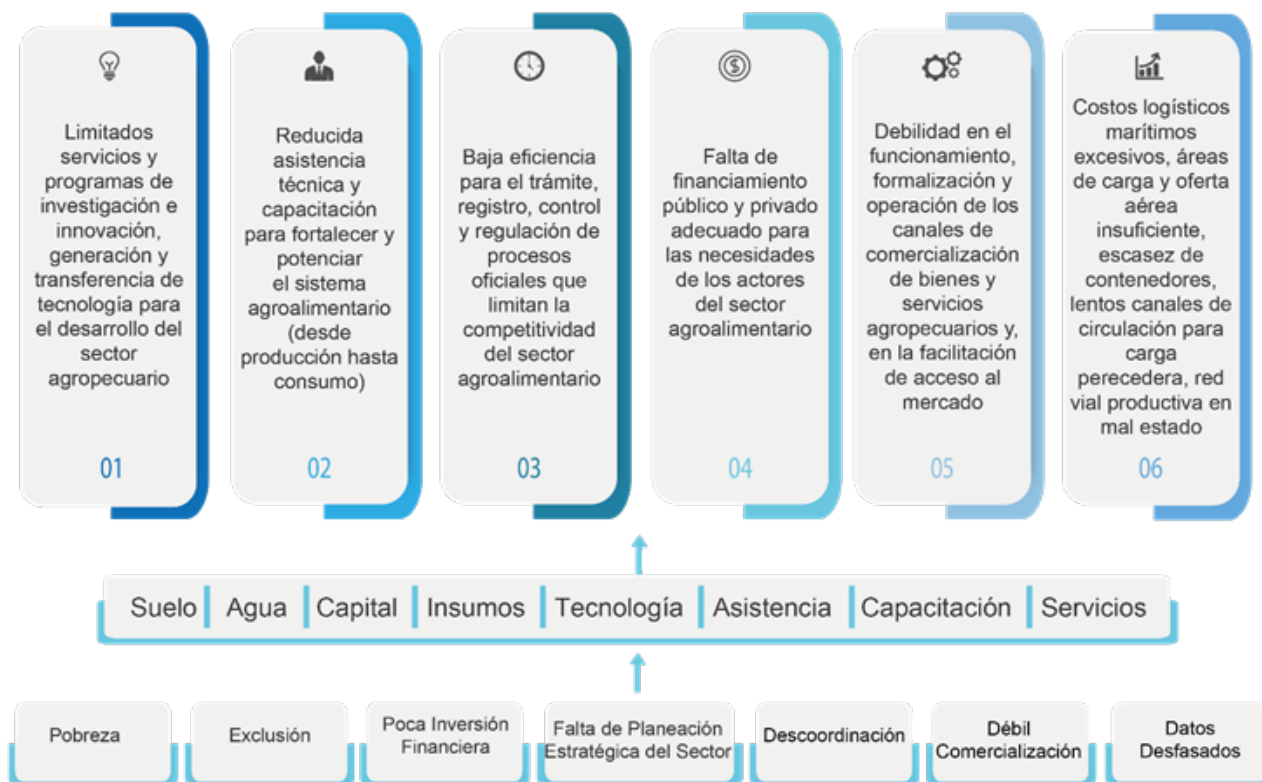 Limitados
servicios y
programas de
investigación e
innovación,
generación y
transferencia de
tecnología para
el desarrollo del
sector
agropecuario
01
Reducida
asistencia
técnica y
capacitación
para fortalecer y
potenciar
el sistema
agroalimentario
(desde
producción hasta
consumo)
02
Baja eficiencia
para el trámite,
registro, control
y regulación de
procesos
oficiales que
limitan la
competitividad
del sector
agroalimentario
03
Falta de
financiamiento
público y privado
adecuado para
las necesidades
de los actores
del sector
agroalimentario
04
Debilidad en el
funcionamiento,
formalización y
operación de los
canales de
comercialización
de bienes y
servicios
agropecuarios y,
en la facilitación
de acceso al
mercado
05
Costos logísticos
marítimos
excesivos, áreas
de carga y oferta
aérea
insuficiente,
escasez de
contenedores,
lentos canales de
circulación para
carga
perecedera, red
vial productiva en
mal estado
06
Suelo Agua Capital Insumos Tecnología Asistencia Capacitación Servicios
Pobreza
Exclusión
Poca Inversión
Financiera
Falta de Planeación
Estratégica del Sector
Descoordinación
Débil
Comercialización
Datos
Desfasados